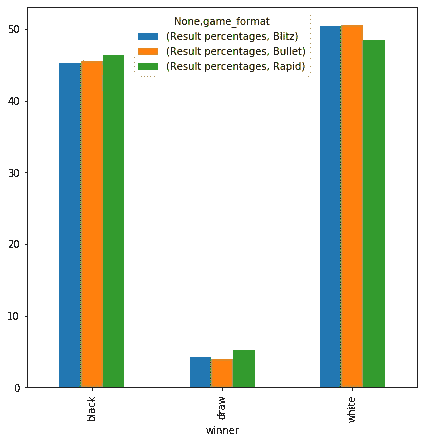 None,game_format
(Result percentages, Blitz)
(Result percentages, Bullet)
(Result percentages, Rapid)
50
40
30
20
10
0
black
draw
white
winner